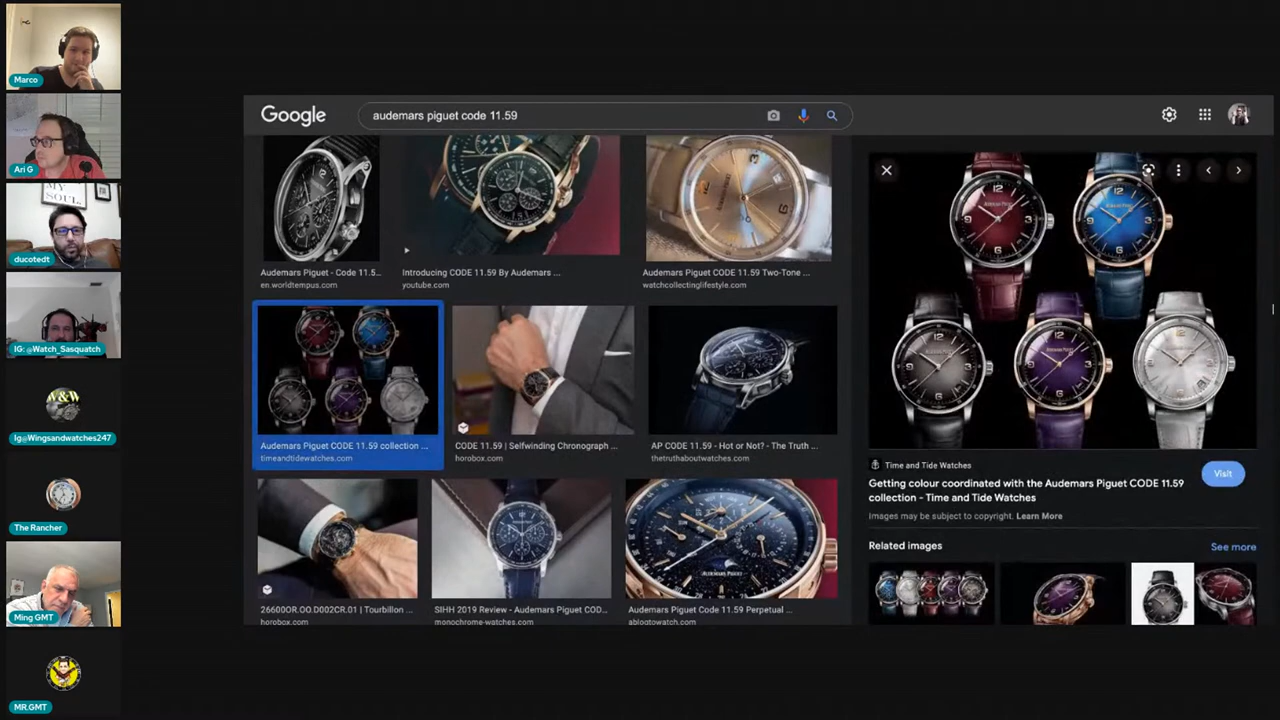 Marco
Ari G
MY
SOUL.
ducotedt
IG: @Watch_Sasquatch
W&W
Ig@Wingsandwatches247
The Rancher
Ming GMT
MR.GMT
Google
audemars piguet code 11.59
Audemars Piguet - Code 11.5...
en.worldtempus.com
Introducing CODE 11.59 By Audemars ...
youtube.com
Audemars Piguet CODE 11.59 Two-Tone ...
watchcollectinglifestyle.com
Audemars Piguet CODE 11.59 collection ...
timeandtidewatches.com
CODE 11.59 | Selfwinding Chronograph ...
horobox.com
AP CODE 11.59 - Hot or Not? - The Truth ...
thetruthaboutwatches.com
26600OR.OO.D002CR.01 | Tourbillon ...
horobox.com
SIHH 2019 Review - Audemars Piguet COD...
monochrome-watches.com
AUDEMARS PIGUET
Audemars Piguet Code 11.59 Perpetual ...
ablogtowatch.com
Time and Tide Watches
Visit
Getting colour coordinated with the Audemars Piguet CODE 11.59
collection - Time and Tide Watches
Images may be subject to copyright. Learn More
Related images
See more